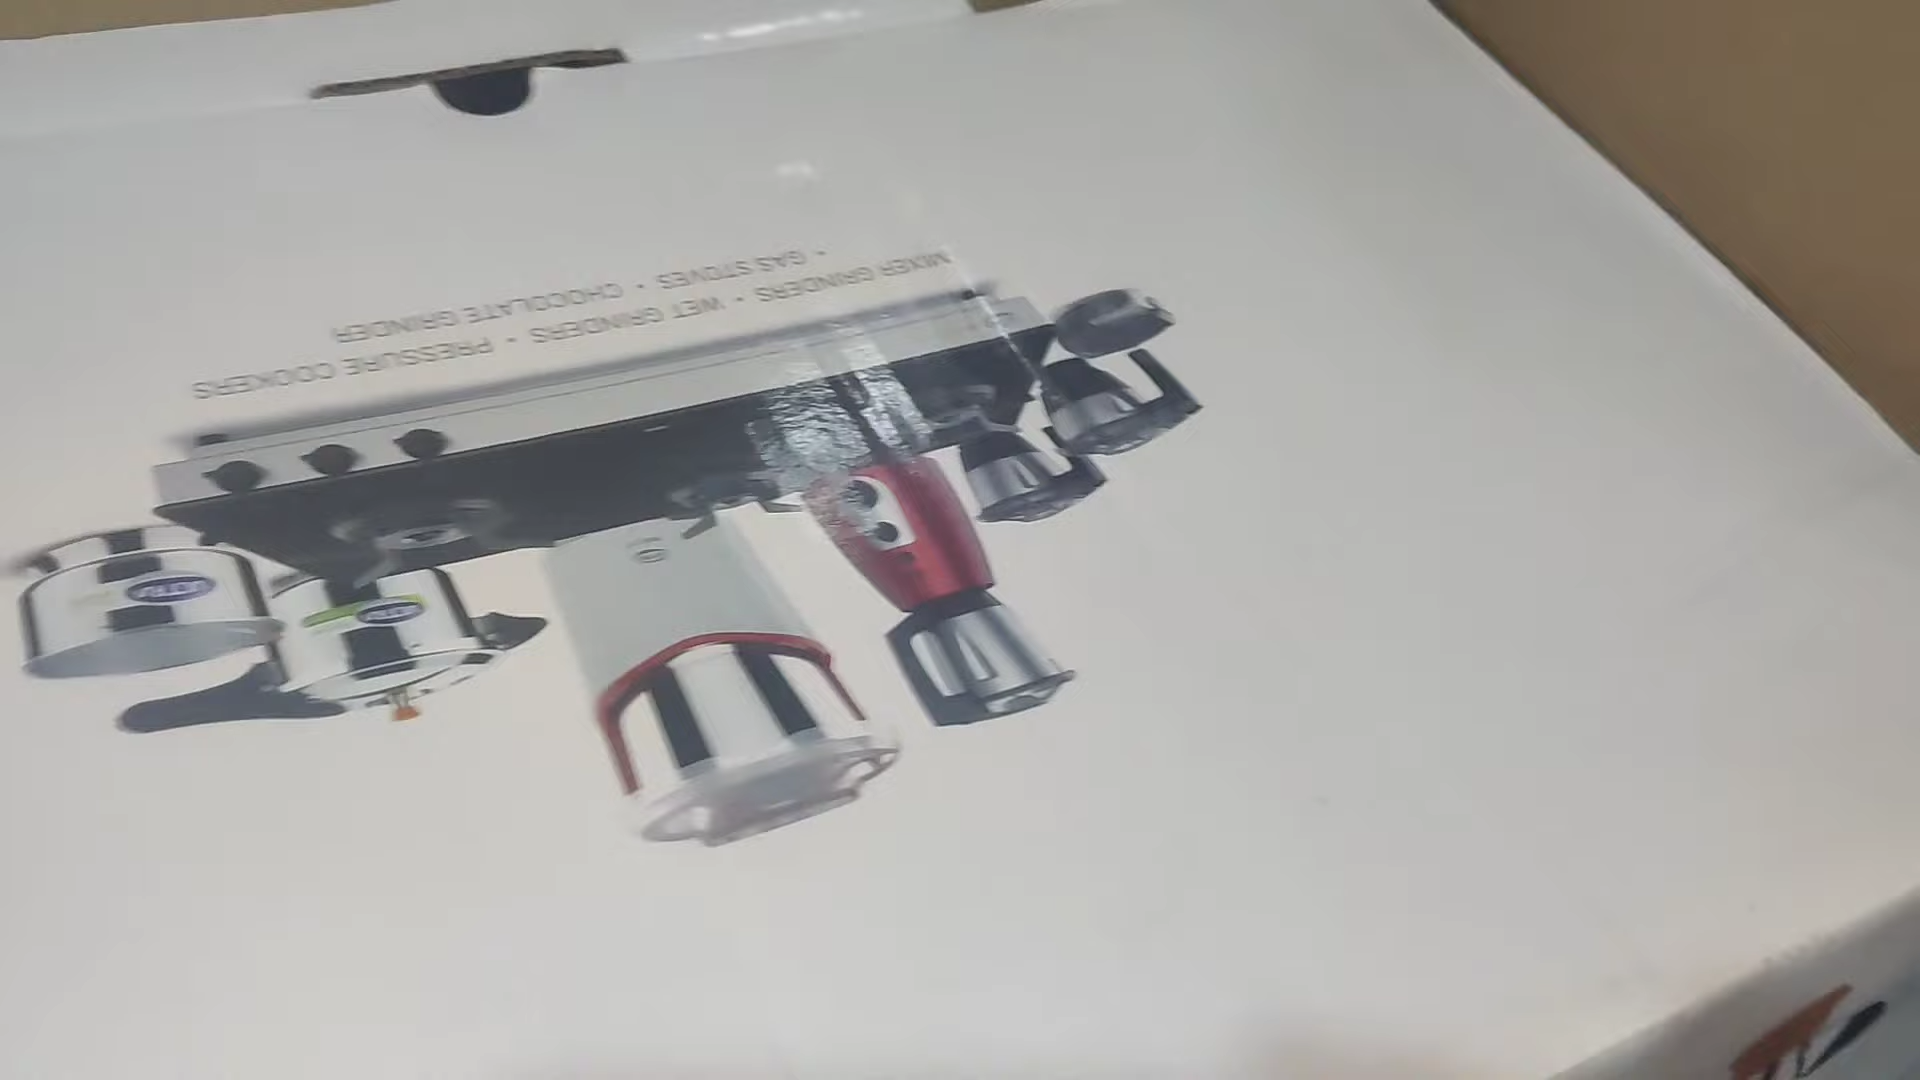 MIXER GRINDERS • WET GRINDERS • PRESSURE COOKERS
• GAS STOVES • CHOCOLATE GRINDER